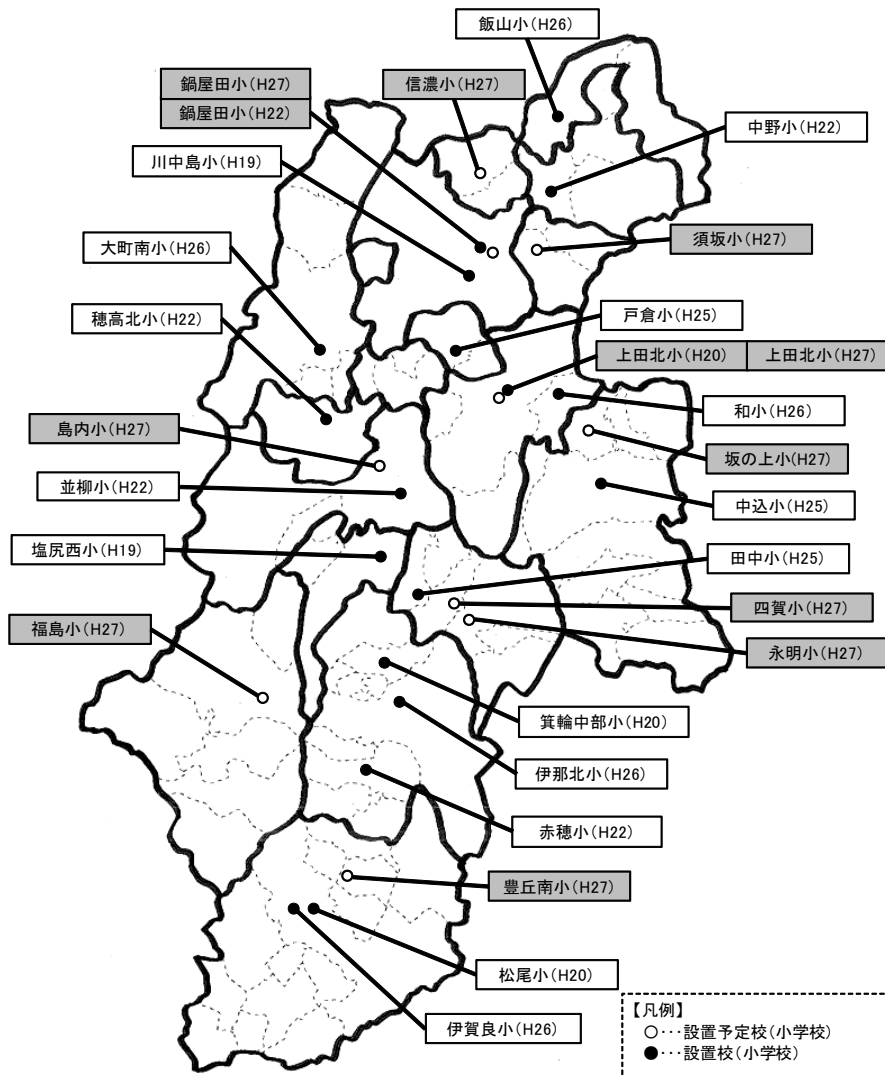 飯山小(H26)
鍋屋田小(H27)
信濃小(H27)
鍋屋田小(H22)
中野小(H22)
川中島小(H19)
須坂小(H27)
大町南小(H26)
穂高北小(H22)
戸倉小(H25)
上田北小(H20)
上田北小(H27)
和小(H26)
島内小(H27)
坂の上小(H27)
並柳小(H22)
中込小(H25)
塩尻西小(H19)
田中小(H25)
四賀小(H27)
福島小(H27)
永明小(H27)
箕輪中部小(H20)
伊那北小(H26)
赤穂小(H22)
豊丘南小(H27)
松尾小(H20)
伊賀良小(H26)
【凡例】
○・・・設置予定校(小学校)
●・・・設置校(小学校)